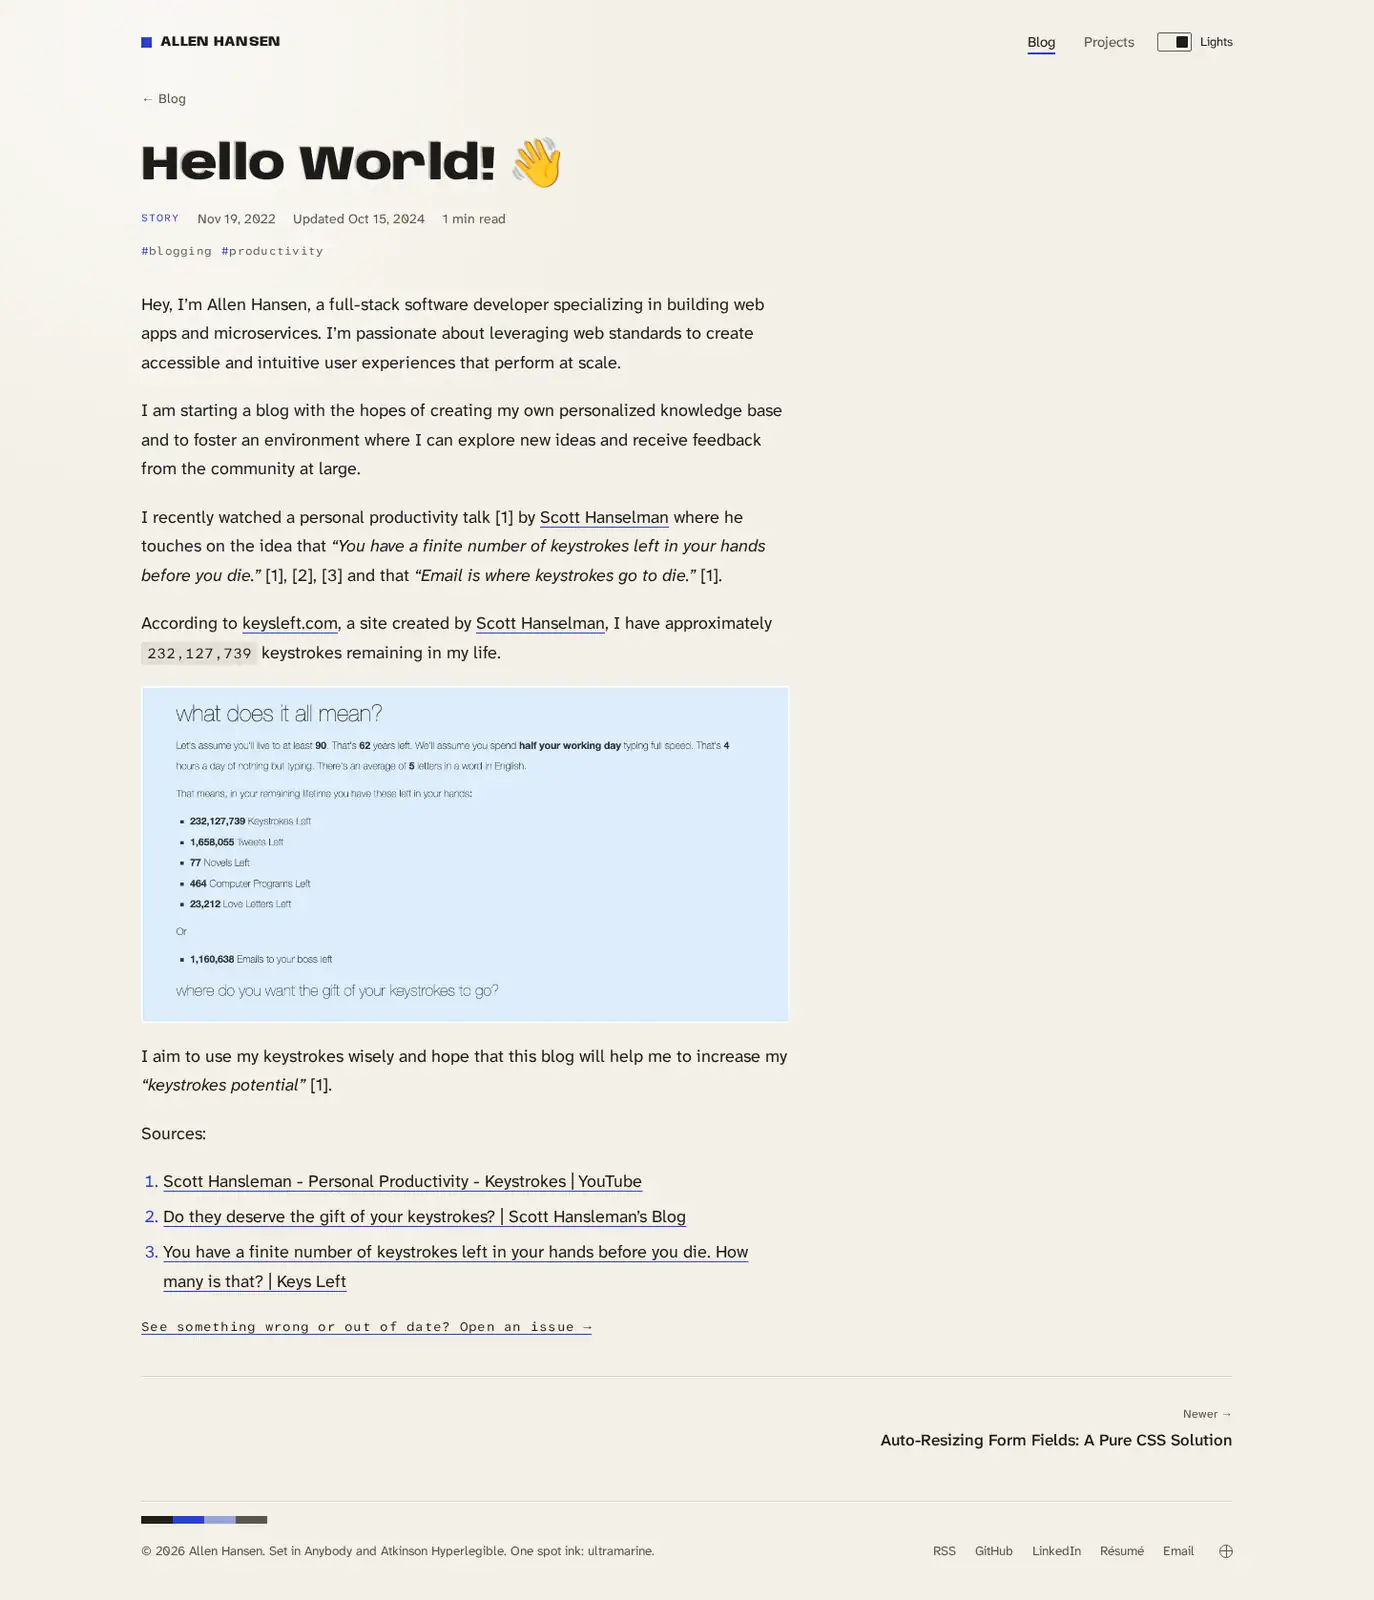 ALLEN HANSEN
Blog Projects Lights
← Blog
Hello World! 👋
STORY Nov 19, 2022 Updated Oct 15, 2024 1 min read
#blogging #productivity
Hey, I’m Allen Hansen, a full-stack software developer specializing in building web
apps and microservices. I’m passionate about leveraging web standards to create
accessible and intuitive user experiences that perform at scale.
I am starting a blog with the hopes of creating my own personalized knowledge base
and to foster an environment where I can explore new ideas and receive feedback
from the community at large.
I recently watched a personal productivity talk [1] by Scott Hanselman where he
touches on the idea that “You have a finite number of keystrokes left in your hands
before you die.” [1], [2], [3] and that “Email is where keystrokes go to die.” [1].
According to keysleft.com, a site created by Scott Hanselman, I have approximately
232,127,739 keystrokes remaining in my life.
what does it all mean?
Let's assume you'll live to at least 90. That's 62 years left. We'll assume you spend half your working day typing full speed. That's 4
hours a day of nothing but typing. There's an average of 5 letters in a word in English.
That means, in your remaining lifetime you have these left in your hands:
▪ 232,127,739 Keystrokes Left
▪ 1,658,055 Tweets Left
▪ 77 Novels Left
▪ 464 Computer Programs Left
▪ 23,212 Love Letters Left
Or
▪ 1,160,638 Emails to your boss left
where do you want the gift of your keystrokes to go?
I aim to use my keystrokes wisely and hope that this blog will help me to increase my
“keystrokes potential” [1].
Sources:
1. Scott Hansleman - Personal Productivity - Keystrokes | YouTube
2. Do they deserve the gift of your keystrokes? | Scott Hansleman’s Blog
3. You have a finite number of keystrokes left in your hands before you die. How
many is that? | Keys Left
See something wrong or out of date? Open an issue →
Newer →
Auto-Resizing Form Fields: A Pure CSS Solution
© 2026 Allen Hansen. Set in Anybody and Atkinson Hyperlegible. One spot ink: ultramarine.
RSS GitHub LinkedIn Résumé Email